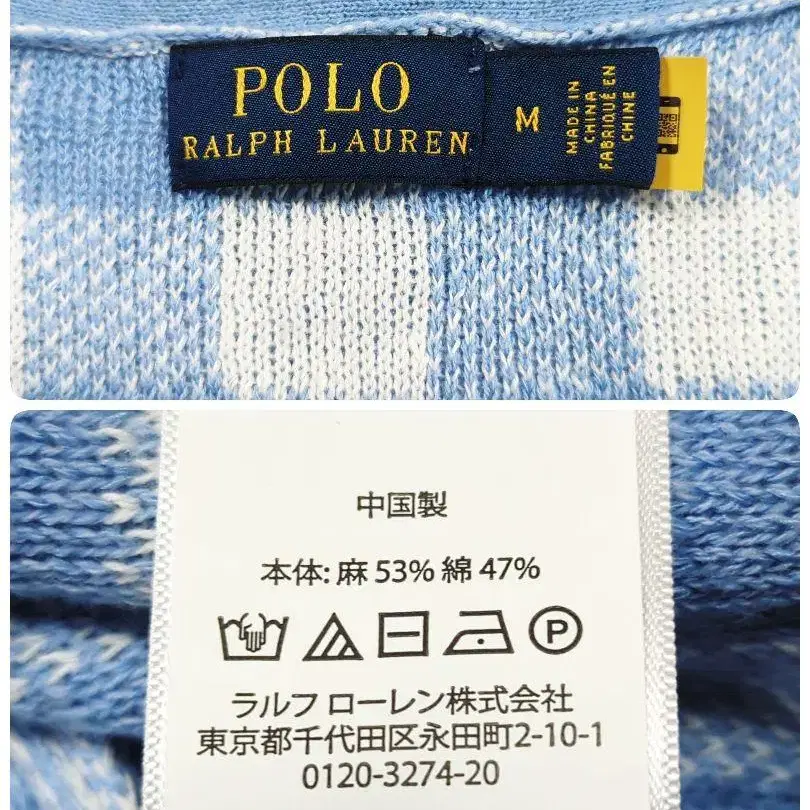 POLO
RALPH LAUREN
M
MADE IN
CHINA
FABRIQUÉ EN
CHINE
中国製
本体: 麻 53% 綿 47%
P
ラルフ ローレン株式会社
東京都千代田区永田町2-10-1
0120-3274-20